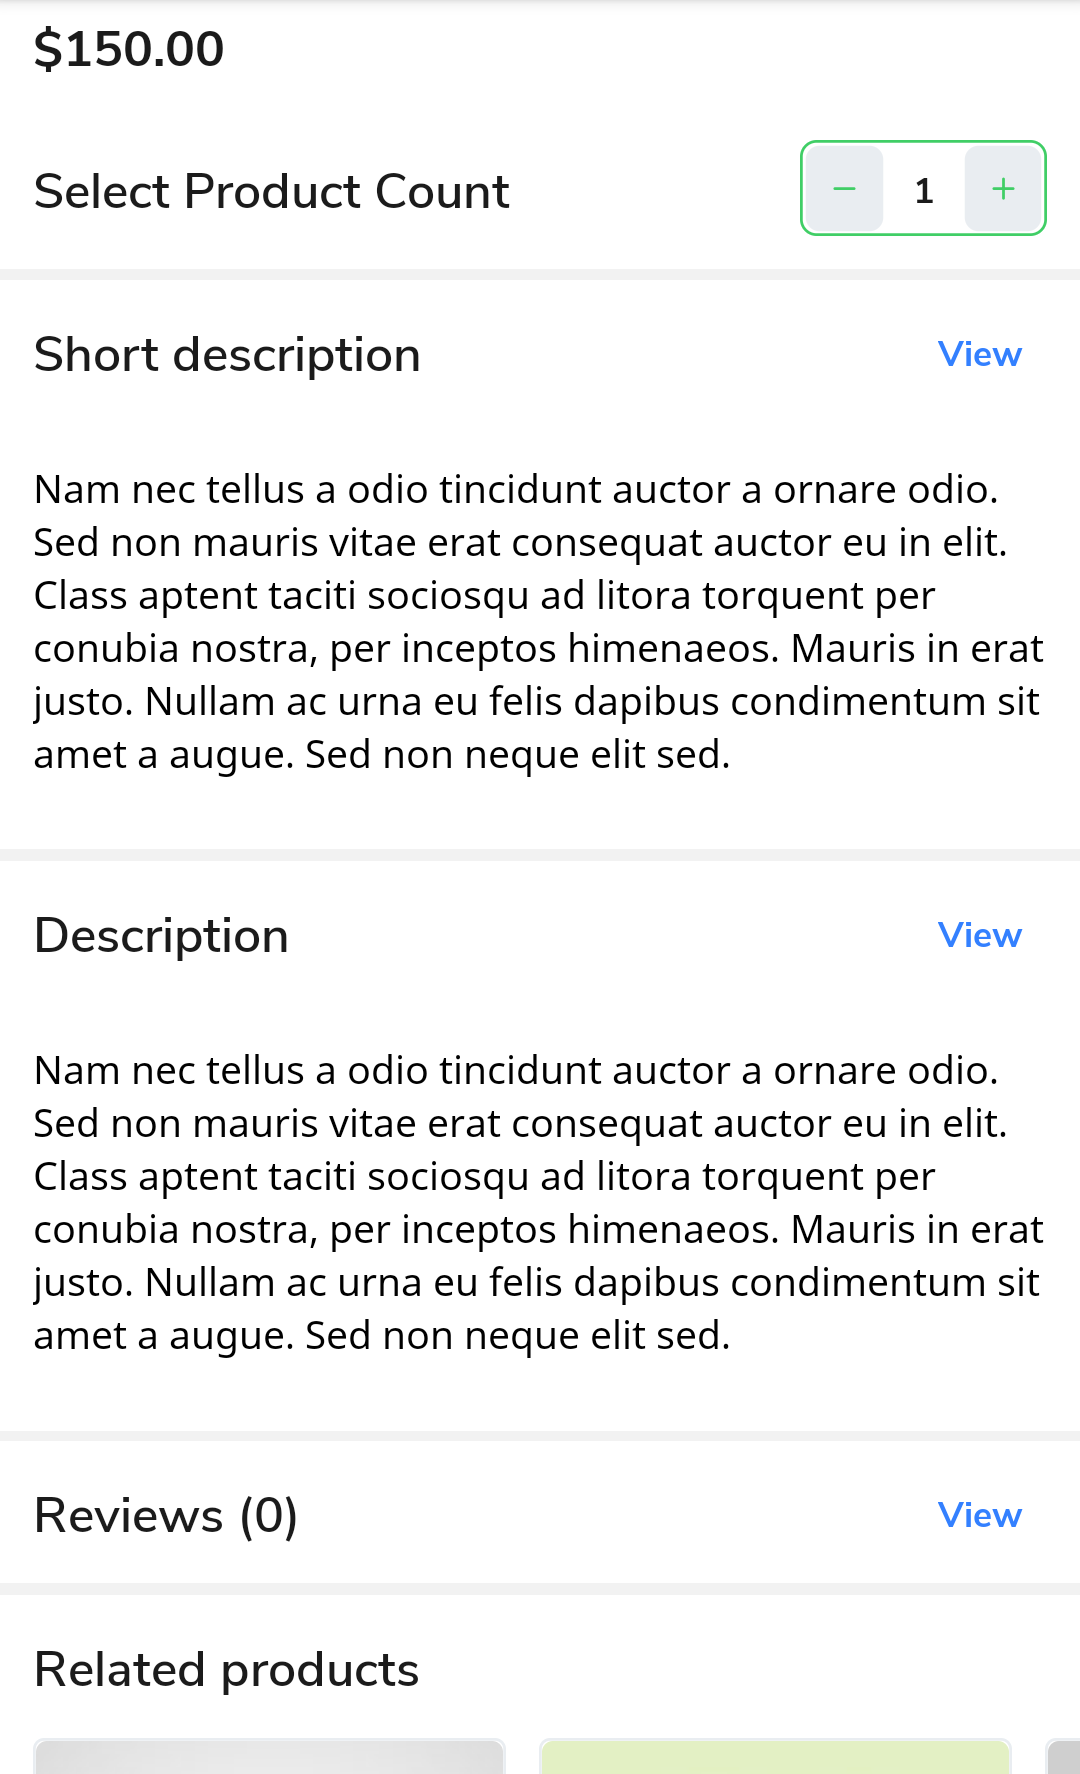 $150.00
Select Product Count
− 1 +
Short description View
Nam nec tellus a odio tincidunt auctor a ornare odio.
Sed non mauris vitae erat consequat auctor eu in elit.
Class aptent taciti sociosqu ad litora torquent per
conubia nostra, per inceptos himenaeos. Mauris in erat
justo. Nullam ac urna eu felis dapibus condimentum sit
amet a augue. Sed non neque elit sed.
Description View
Nam nec tellus a odio tincidunt auctor a ornare odio.
Sed non mauris vitae erat consequat auctor eu in elit.
Class aptent taciti sociosqu ad litora torquent per
conubia nostra, per inceptos himenaeos. Mauris in erat
justo. Nullam ac urna eu felis dapibus condimentum sit
amet a augue. Sed non neque elit sed.
Reviews (0) View
Related products